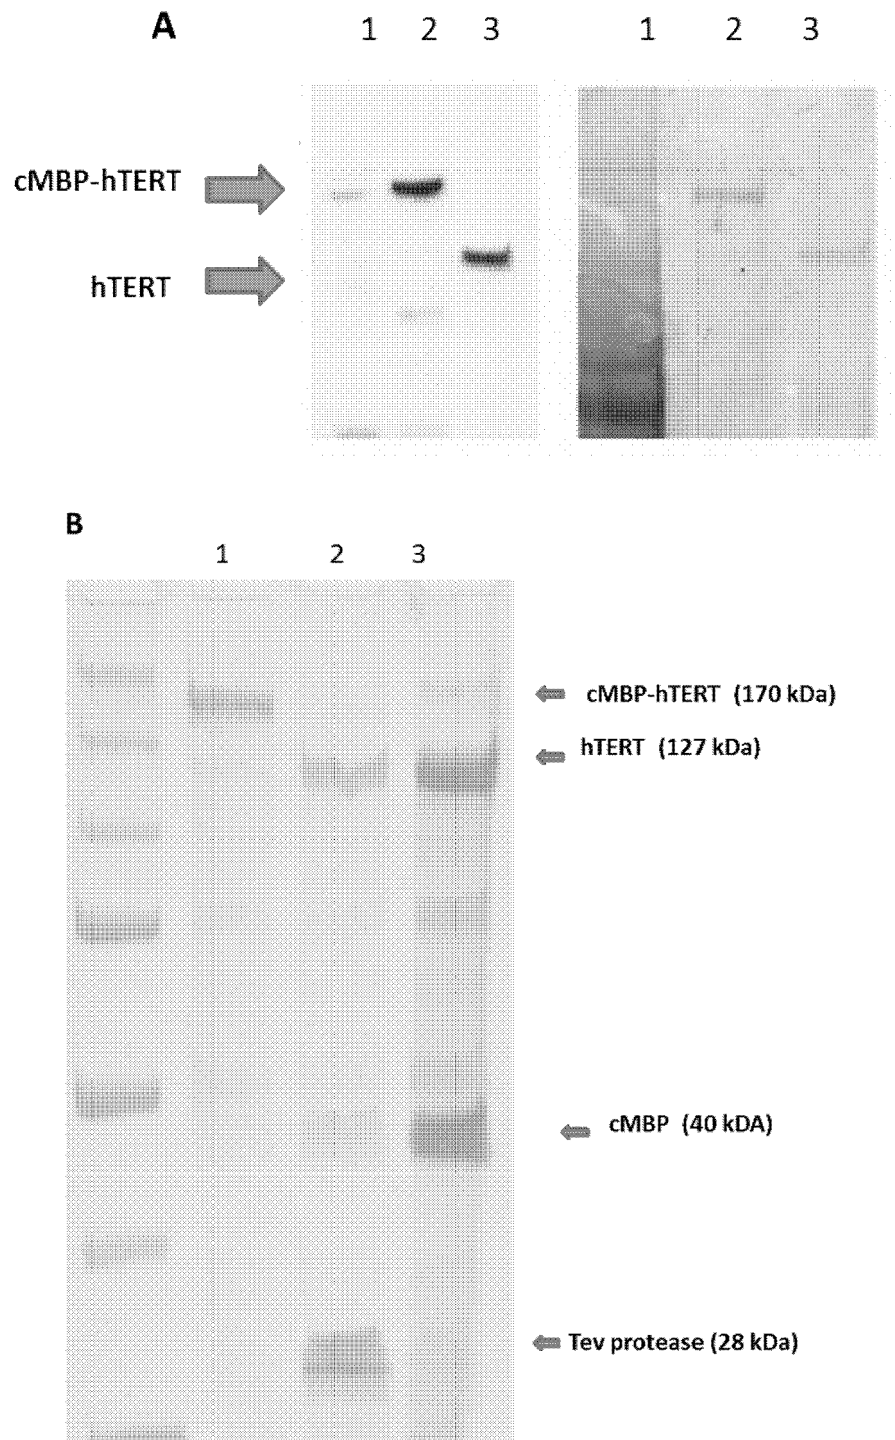 A 1 2 3 1 2 3
cMBP-hTERT
hTERT
B
1 2 3
cMBP-hTERT (170 kDa)
hTERT (127 kDa)
cMBP (40 kDA)
Tev protease (28 kDa)